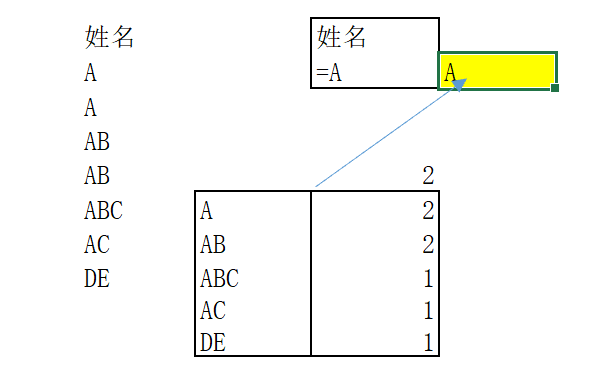 姓名
A
A
AB
AB
ABC
AC
DE
姓名
=A
A
2
A 2
AB 2
ABC 1
AC 1
DE 1